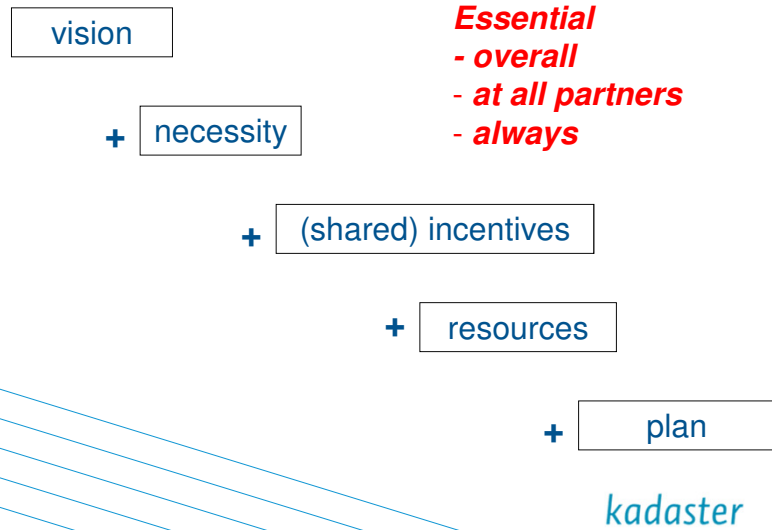 vision
Essential
- overall
- at all partners
- always
+ necessity
+ (shared) incentives
+ resources
+ plan
kadaster